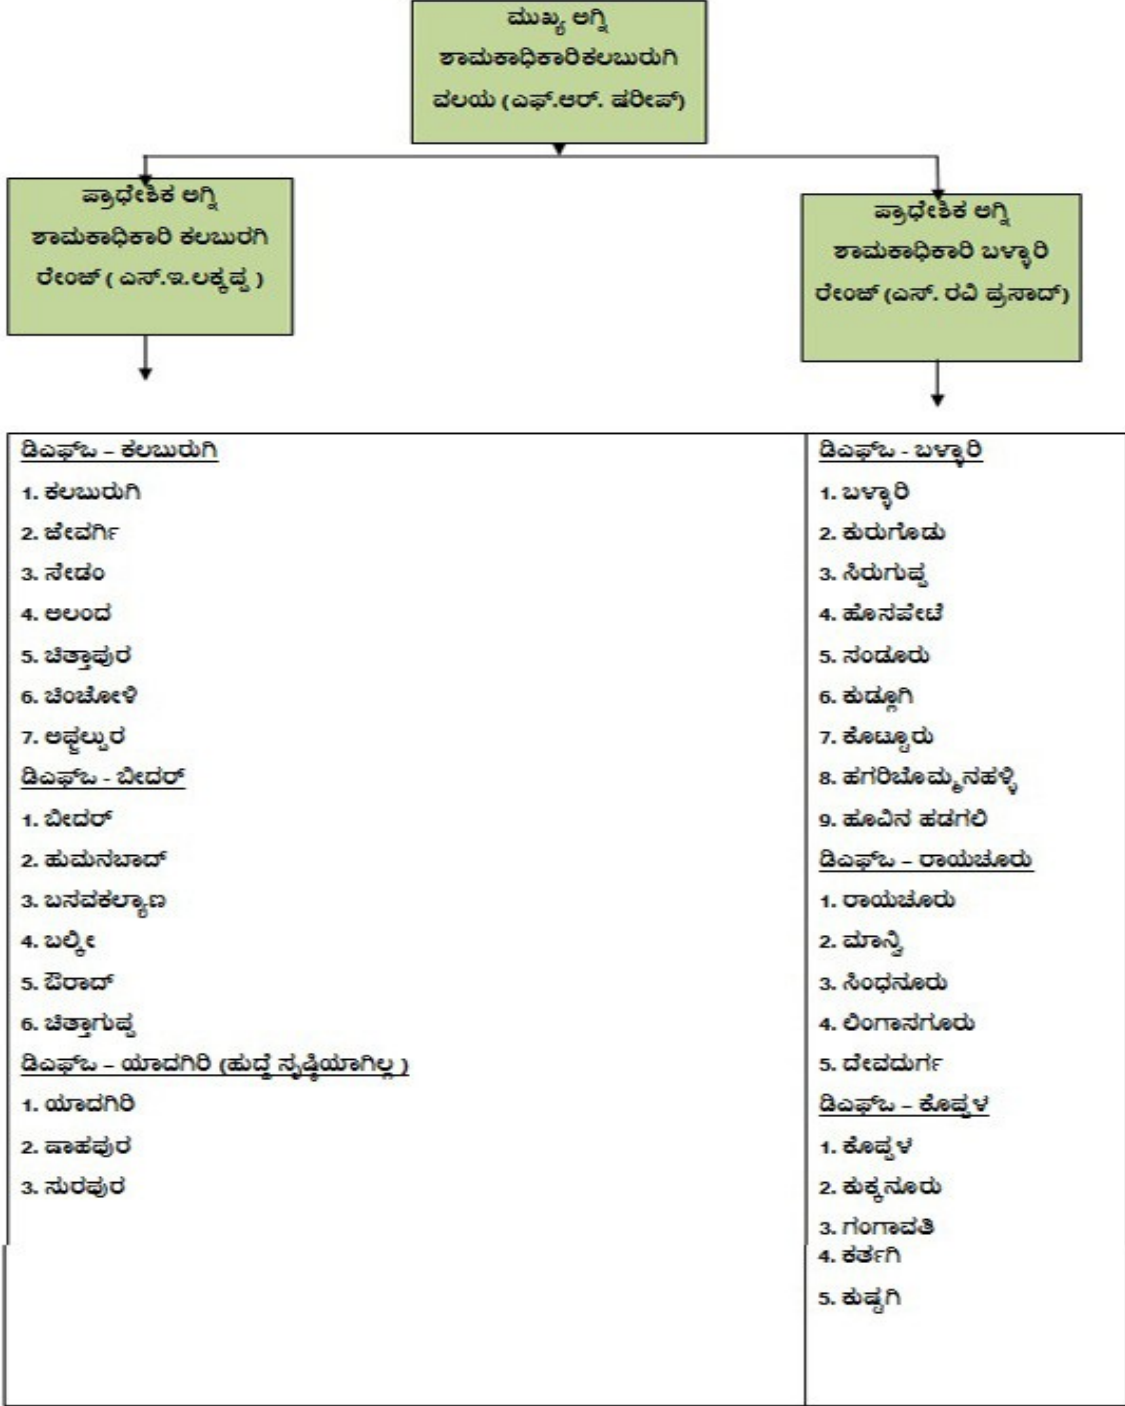 ಮುಖ್ಯ ಅಗ್ನಿ
ಶಾಮಕಾಧಿಕಾರಿಕಲಬುರುಗಿ
ವಲಯ (ಎಫ್.ಆರ್. ಷರೀಪ್)
ಪ್ರಾಧೇಶಿಕ ಅಗ್ನಿ
ಶಾಮಕಾಧಿಕಾರಿ ಕಲಬುರಗಿ
ರೇಂಜ್ ( ಎಸ್.ಇ.ಲಕ್ಕಪ್ಪ )
ಪ್ರಾಧೇಶಿಕ ಅಗ್ನಿ
ಶಾಮಕಾಧಿಕಾರಿ ಬಳ್ಳಾರಿ
ರೇಂಜ್ (ಎಸ್. ರವಿ ಪ್ರಸಾದ್)
ಡಿಎಫ್ಒ – ಕಲಬುರುಗಿ
1. ಕಲಬುರುಗಿ
2. ಜೇವರ್ಗಿ
3. ಸೇಡಂ
4. ಅಲಂದ
5. ಚಿತ್ತಾಪುರ
6. ಚಿಂಚೋಳಿ
7. ಅಫ್ಜಲ್ಪುರ
ಡಿಎಫ್ಒ - ಬೀದರ್
1. ಬೀದರ್
2. ಹುಮನಬಾದ್
3. ಬಸವಕಲ್ಯಾಣ
4. ಬಲ್ಕೀ
5. ಔರಾದ್
6. ಚಿತ್ತಾಗುಪ್ಪ
ಡಿಎಫ್ಒ – ಯಾದಗಿರಿ (ಹುದ್ದೆ ಸೃಷ್ಠಿಯಾಗಿಲ್ಲ )
1. ಯಾದಗಿರಿ
2. ಷಾಹಪುರ
3. ಸುರಪುರ
ಡಿಎಫ್ಒ - ಬಳ್ಳಾರಿ
1. ಬಳ್ಳಾರಿ
2. ಕುರುಗೊಡು
3. ಸಿರುಗುಪ್ಪ
4. ಹೊಸಪೇಟೆ
5. ಸಂಡೂರು
6. ಕುಡ್ಲೂಗಿ
7. ಕೊಟ್ಟೂರು
8. ಹಗರಿಬೊಮ್ಮನಹಳ್ಳಿ
9. ಹೂವಿನ ಹಡಗಲಿ
ಡಿಎಫ್ಒ – ರಾಯಚೂರು
1. ರಾಯಚೂರು
2. ಮಾನ್ವಿ
3. ಸಿಂಧನೂರು
4. ಲಿಂಗಾಸಗೂರು
5. ದೇವದುರ್ಗ
ಡಿಎಫ್ಒ – ಕೊಪ್ಪಳ
1. ಕೊಪ್ಪಳ
2. ಕುಕ್ಕನೂರು
3. ಗಂಗಾವತಿ
4. ಕರ್ತಗಿ
5. ಕುಷ್ಟಗಿ